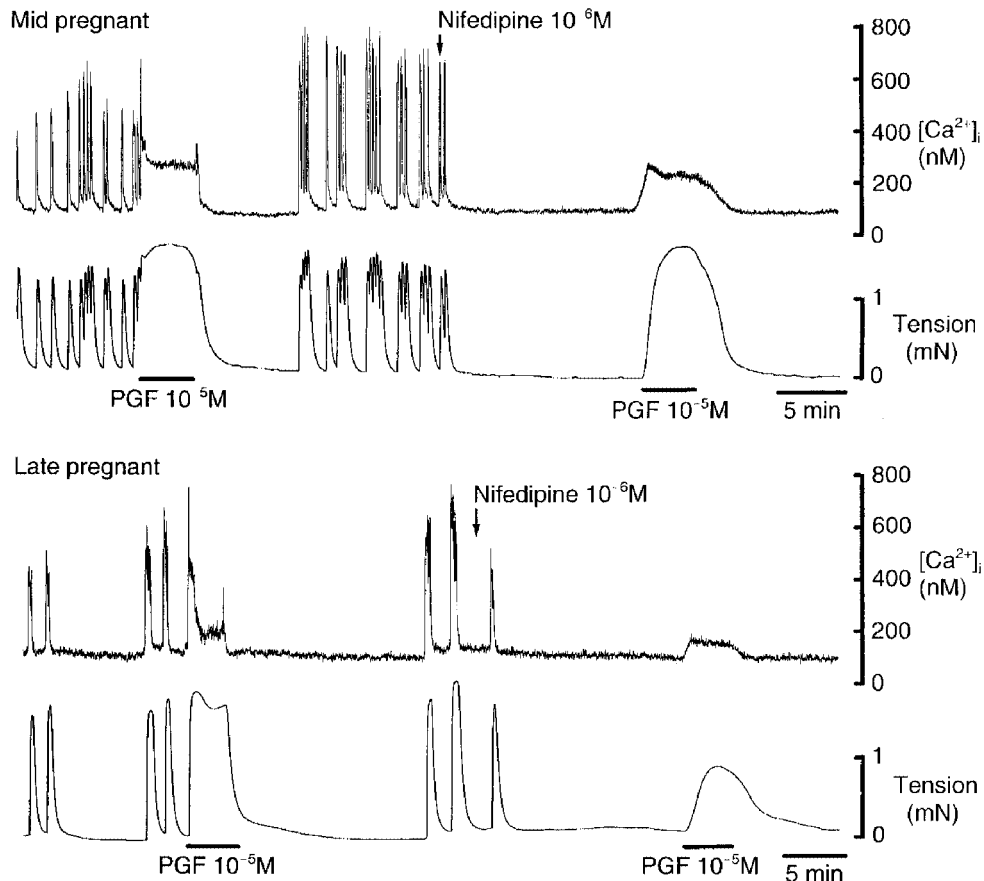 Mid pregnant
Nifedipine 10⁻⁶M
800
600
400
200
0
[Ca²⁺]ᵢ
(nM)
1
0
Tension
(mN)
PGF 10⁻⁵M
PGF 10⁻⁵M
5 min
Late pregnant
Nifedipine 10⁻⁶M
800
600
400
200
0
[Ca²⁺]ᵢ
(nM)
1
0
Tension
(mN)
PGF 10⁻⁵M
PGF 10⁻⁵M
5 min